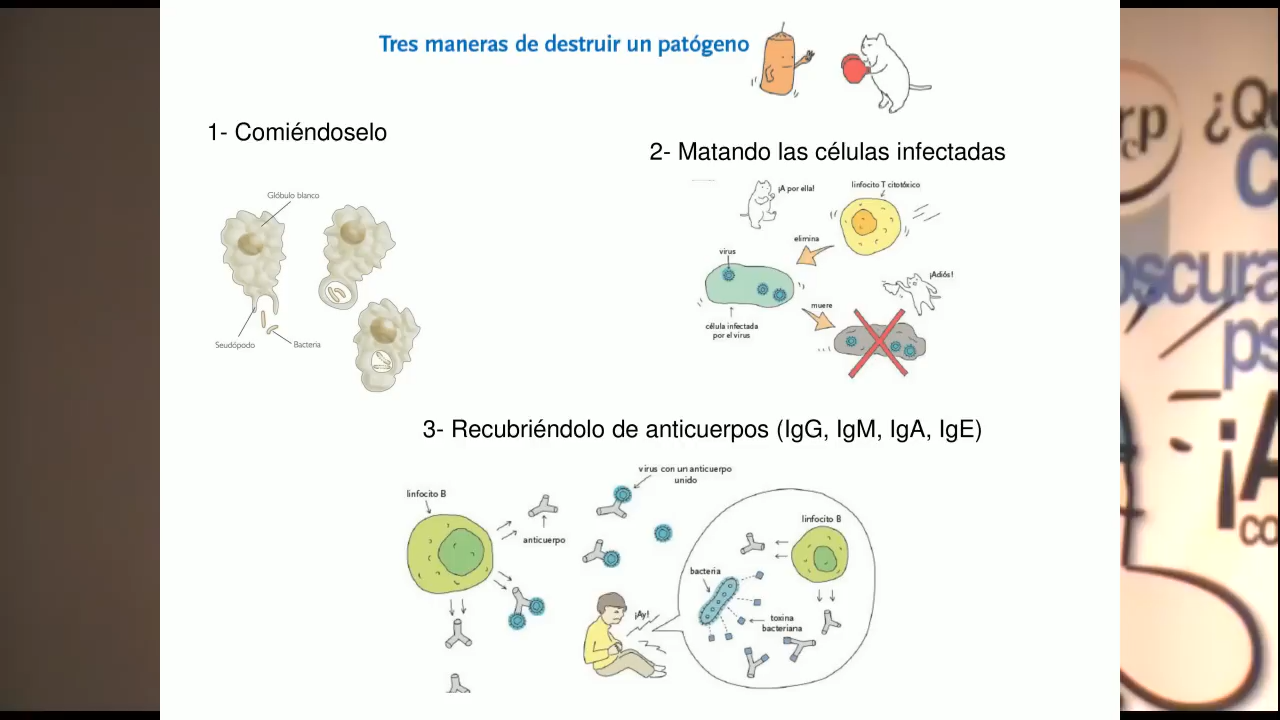 Tres maneras de destruir un patógeno
1- Comiéndoselo
2- Matando las células infectadas
Glóbulo blanco
Seudópodo
Bacteria
¡A por ella!
linfocito T citotóxico
elimina
virus
¡Adiós!
muere
célula infectada
por el virus
3- Recubriéndolo de anticuerpos (IgG, IgM, IgA, IgE)
linfocito B
anticuerpo
virus con un anticuerpo
unido
¡Ay!
linfocito B
bacteria
toxina
bacteriana
rp
c
¿Qu
oscura
ps
¡A
co